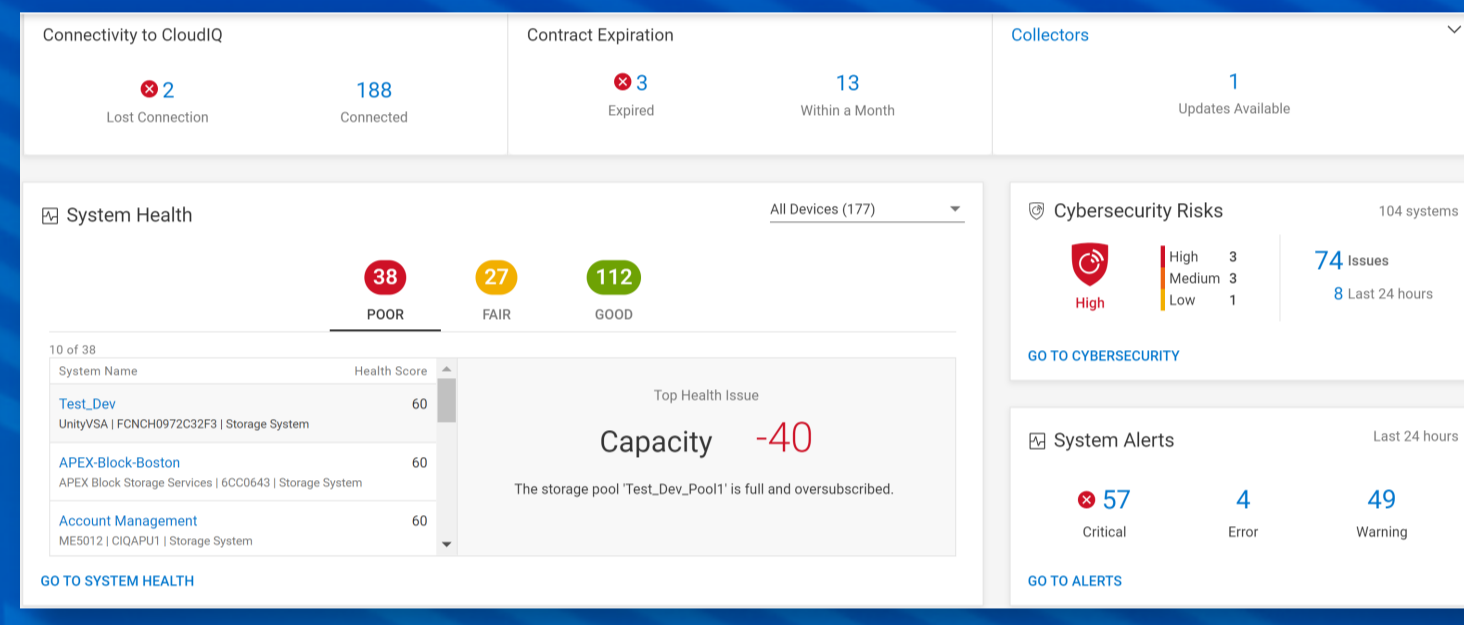 Connectivity to CloudIQ
2
Lost Connection
188
Connected
Contract Expiration
3
Expired
13
Within a Month
Collectors
1
Updates Available
System Health
All Devices (177)
38
POOR
27
FAIR
112
GOOD
10 of 38
System Name Health Score
Test_Dev 60
UnityVSA | FCNCH0972C32F3 | Storage System
APEX-Block-Boston 60
APEX Block Storage Services | 6CC0643 | Storage System
Account Management 60
ME5012 | CIQAPU1 | Storage System
Top Health Issue
Capacity -40
The storage pool 'Test_Dev_Pool1' is full and oversubscribed.
GO TO SYSTEM HEALTH
Cybersecurity Risks 104 systems
High
High 3
Medium 3
Low 1
74 Issues
8 Last 24 hours
GO TO CYBERSECURITY
System Alerts Last 24 hours
57
Critical
4
Error
49
Warning
GO TO ALERTS